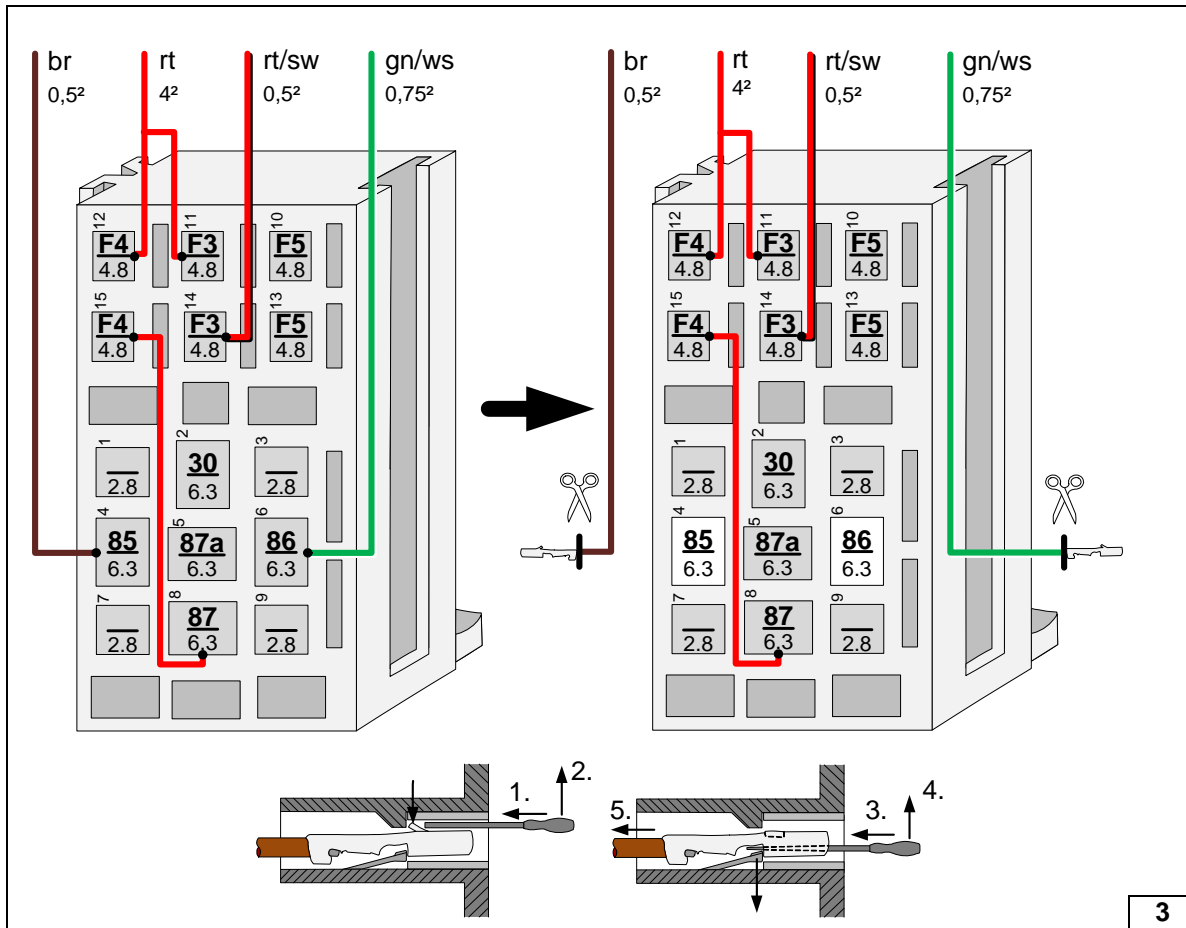 br rt rt/sw gn/ws
0,5² 4² 0,5² 0,75²
12 11 10
F4 F3 F5
4.8 4.8 4.8
15 14 13
F4 F3 F5
4.8 4.8 4.8
1 2 3
30
2.8 6.3 2.8
4 5 6
85 87a 86
6.3 6.3 6.3
7 8 9
87
2.8 6.3 2.8
br rt rt/sw gn/ws
0,5² 4² 0,5² 0,75²
12 11 10
F4 F3 F5
4.8 4.8 4.8
15 14 13
F4 F3 F5
4.8 4.8 4.8
1 2 3
30
2.8 6.3 2.8
4 5 6
85 87a 86
6.3 6.3 6.3
7 8 9
87
2.8 6.3 2.8
1. 2.
5. 3. 4.
3